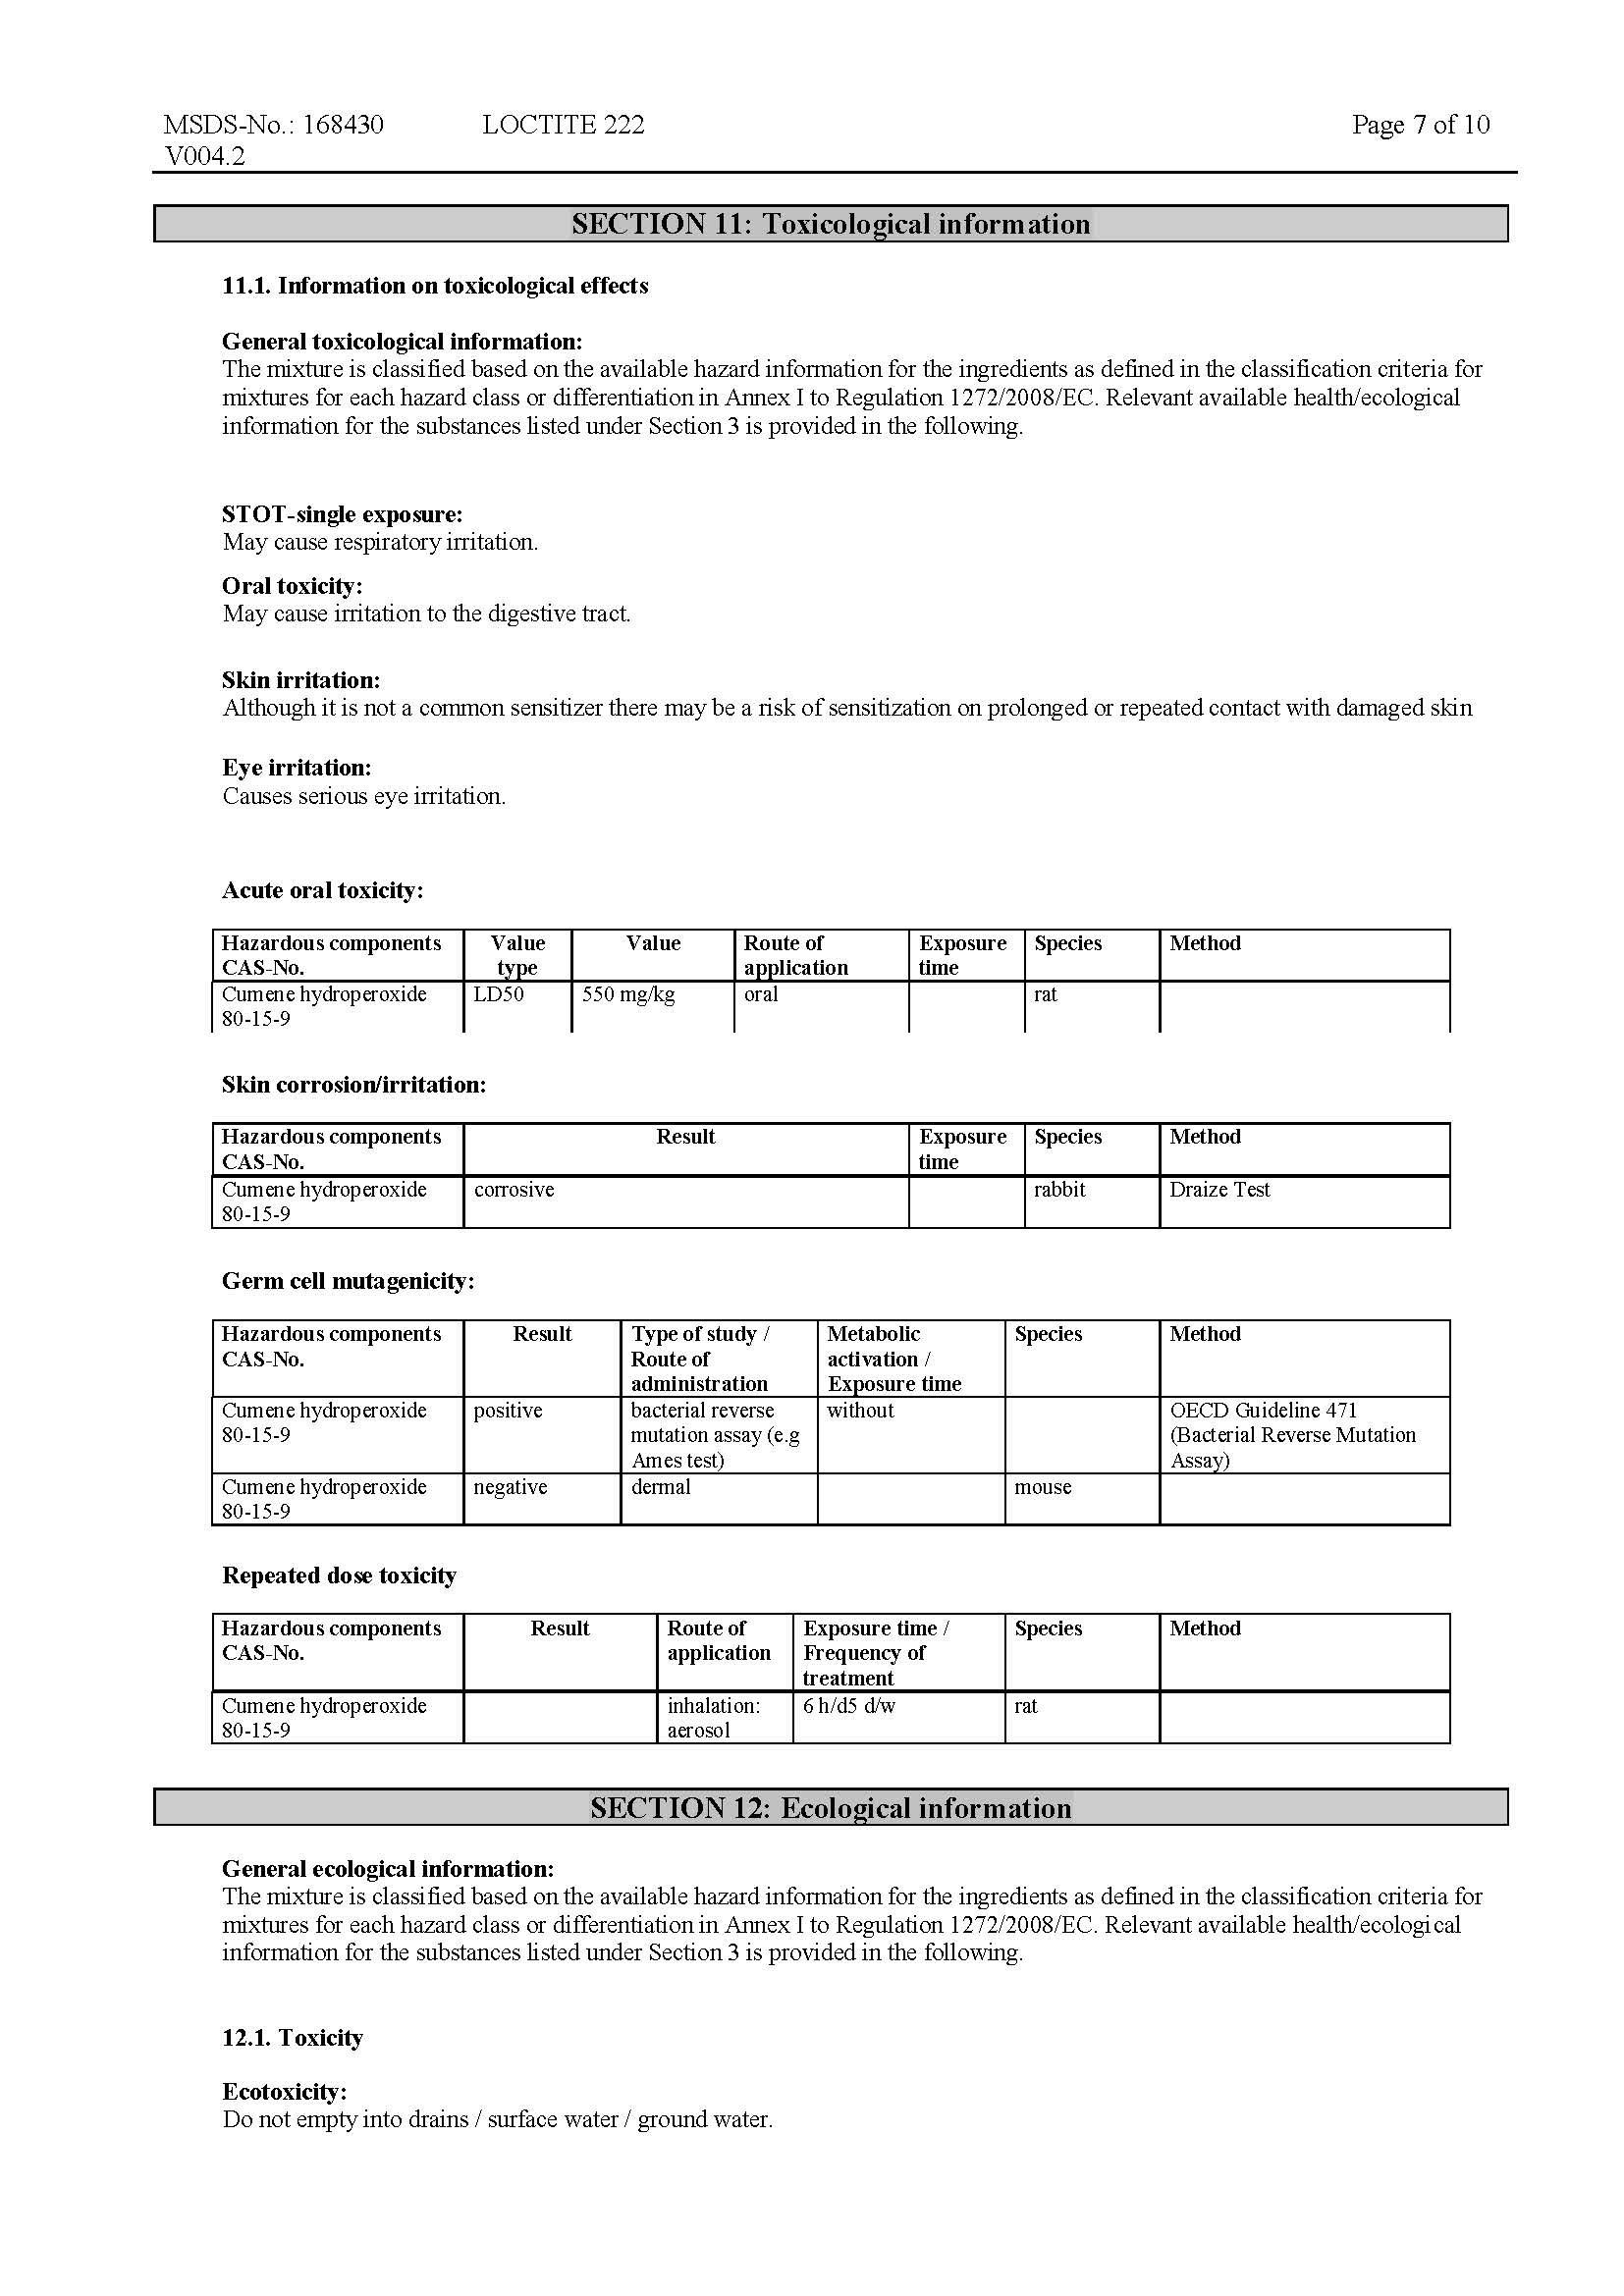 MSDS-No.: 168430 LOCTITE 222 Page 7 of 10
V004.2
SECTION 11: Toxicological information
11.1. Information on toxicological effects
General toxicological information:
The mixture is classified based on the available hazard information for the ingredients as defined in the classification criteria for
mixtures for each hazard class or differentiation in Annex I to Regulation 1272/2008/EC. Relevant available health/ecological
information for the substances listed under Section 3 is provided in the following.
STOT-single exposure:
May cause respiratory irritation.
Oral toxicity:
May cause irritation to the digestive tract.
Skin irritation:
Although it is not a common sensitizer there may be a risk of sensitization on prolonged or repeated contact with damaged skin
Eye irritation:
Causes serious eye irritation.
Acute oral toxicity:
Hazardous components Value Value Route of Exposure Species Method
CAS-No. type application time
Cumene hydroperoxide LD50 550 mg/kg oral rat
80-15-9
Skin corrosion/irritation:
Hazardous components Result Exposure Species Method
CAS-No. time
Cumene hydroperoxide corrosive rabbit Draize Test
80-15-9
Germ cell mutagenicity:
Hazardous components Result Type of study / Metabolic Species Method
CAS-No. Route of activation /
administration Exposure time
Cumene hydroperoxide positive bacterial reverse without OECD Guideline 471
80-15-9 mutation assay (e.g (Bacterial Reverse Mutation
Ames test) Assay)
Cumene hydroperoxide negative dermal mouse
80-15-9
Repeated dose toxicity
Hazardous components Result Route of Exposure time / Species Method
CAS-No. application Frequency of
treatment
Cumene hydroperoxide inhalation: 6 h/d5 d/w rat
80-15-9 aerosol
SECTION 12: Ecological information
General ecological information:
The mixture is classified based on the available hazard information for the ingredients as defined in the classification criteria for
mixtures for each hazard class or differentiation in Annex I to Regulation 1272/2008/EC. Relevant available health/ecological
information for the substances listed under Section 3 is provided in the following.
12.1. Toxicity
Ecotoxicity:
Do not empty into drains / surface water / ground water.